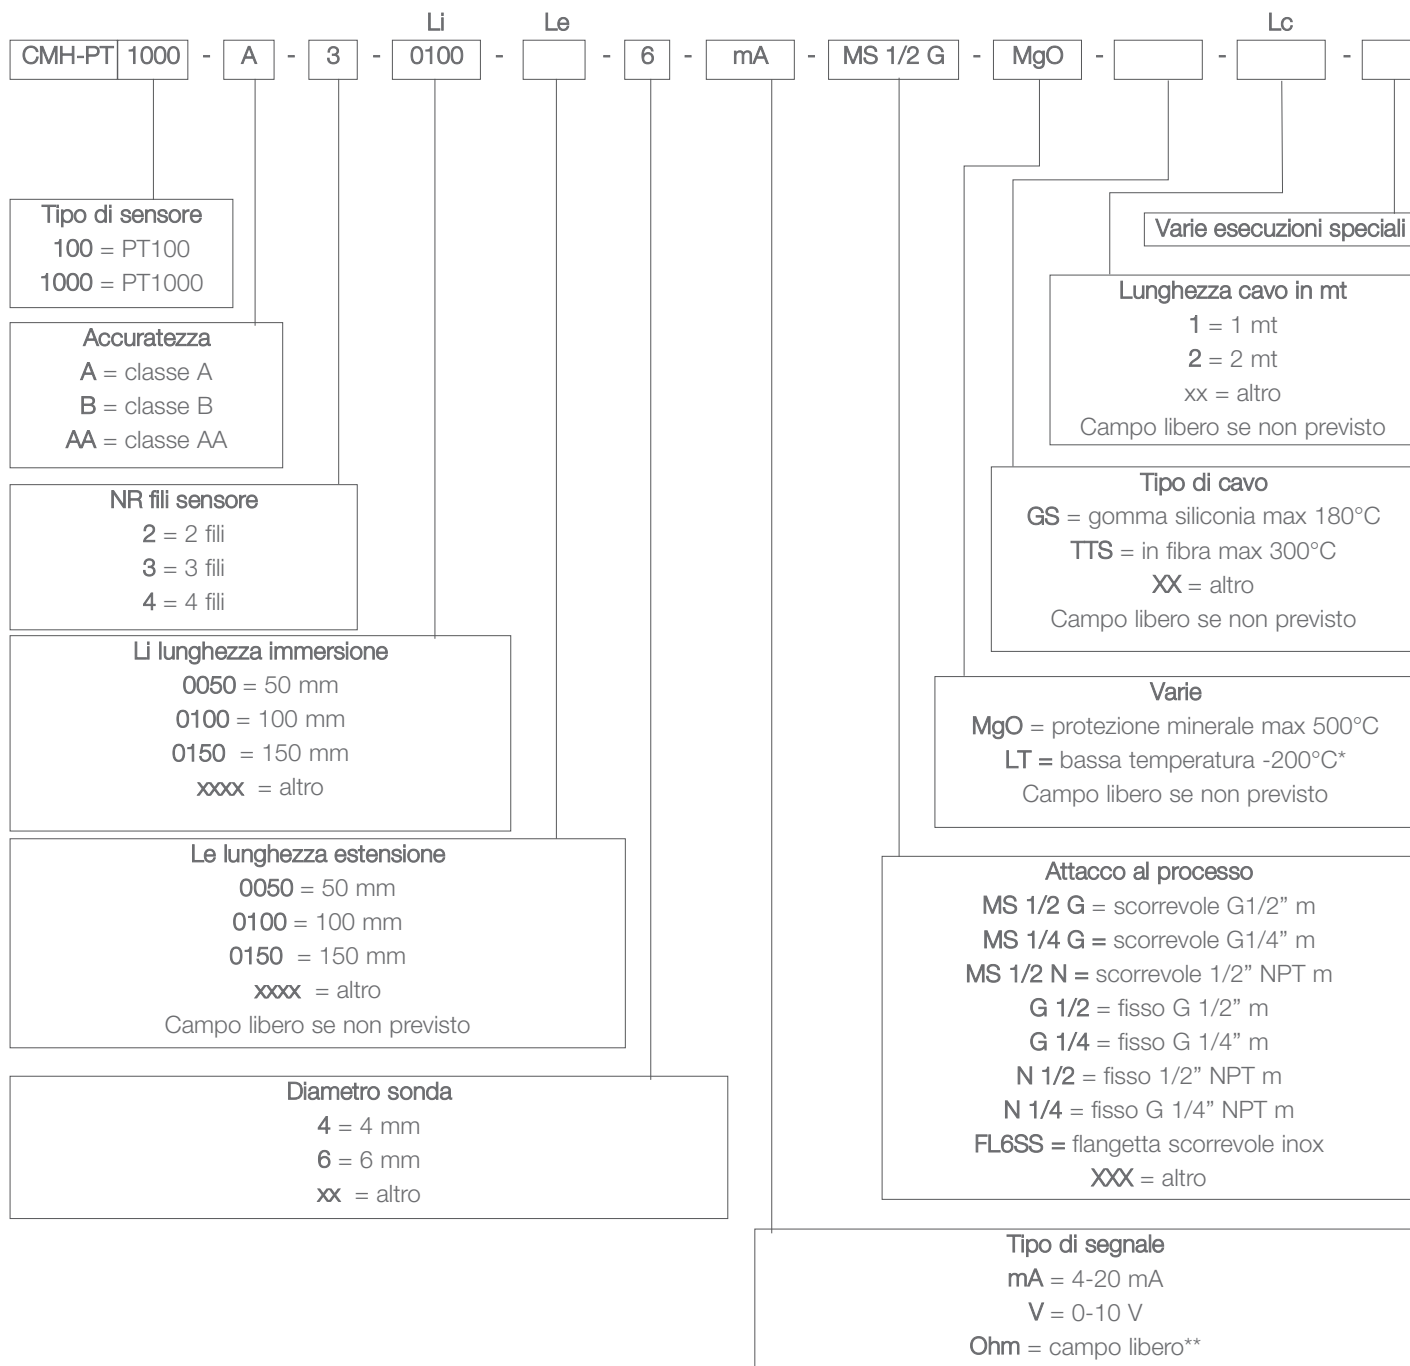 Li Le Lc
CMH-PT 1000 - A - 3 - 0100 - - 6 - mA - MS 1/2 G - MgO - - -
Tipo di sensore
100 = PT100
1000 = PT1000
Accuratezza
A = classe A
B = classe B
AA = classe AA
NR fili sensore
2 = 2 fili
3 = 3 fili
4 = 4 fili
Li lunghezza immersione
0050 = 50 mm
0100 = 100 mm
0150 = 150 mm
xxxx = altro
Le lunghezza estensione
0050 = 50 mm
0100 = 100 mm
0150 = 150 mm
xxxx = altro
Campo libero se non previsto
Diametro sonda
4 = 4 mm
6 = 6 mm
xx = altro
Varie esecuzioni speciali
Lunghezza cavo in mt
1 = 1 mt
2 = 2 mt
xx = altro
Campo libero se non previsto
Tipo di cavo
GS = gomma siliconia max 180°C
TTS = in fibra max 300°C
XX = altro
Campo libero se non previsto
Varie
MgO = protezione minerale max 500°C
LT = bassa temperatura -200°C*
Campo libero se non previsto
Attacco al processo
MS 1/2 G = scorrevole G1/2” m
MS 1/4 G = scorrevole G1/4” m
MS 1/2 N = scorrevole 1/2” NPT m
G 1/2 = fisso G 1/2” m
G 1/4 = fisso G 1/4” m
N 1/2 = fisso 1/2” NPT m
N 1/4 = fisso G 1/4” NPT m
FL6SS = flangetta scorrevole inox
XXX = altro
Tipo di segnale
mA = 4-20 mA
V = 0-10 V
Ohm = campo libero**